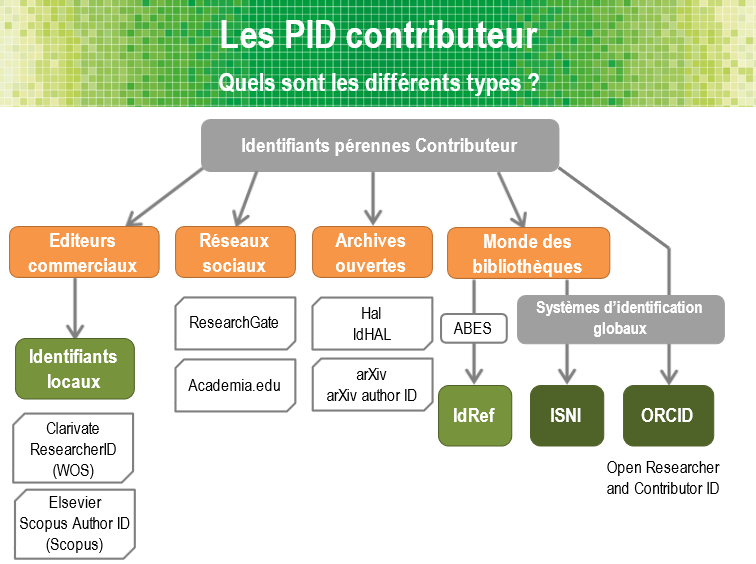 Les PID contributeur
Quels sont les différents types ?
Identifiants pérennes Contributeur
Editeurs
commerciaux
Réseaux
sociaux
Archives
ouvertes
Monde des
bibliothèques
Systèmes d'identification
globaux
Identifiants
locaux
ResearchGate
Academia.edu
Hal
IdHAL
arXiv
arXiv author ID
ABES
IdRef
ISNI
ORCID
Open Researcher
and Contributor ID
Clarivate
ResearcherID
(WOS)
Elsevier
Scopus Author ID
(Scopus)